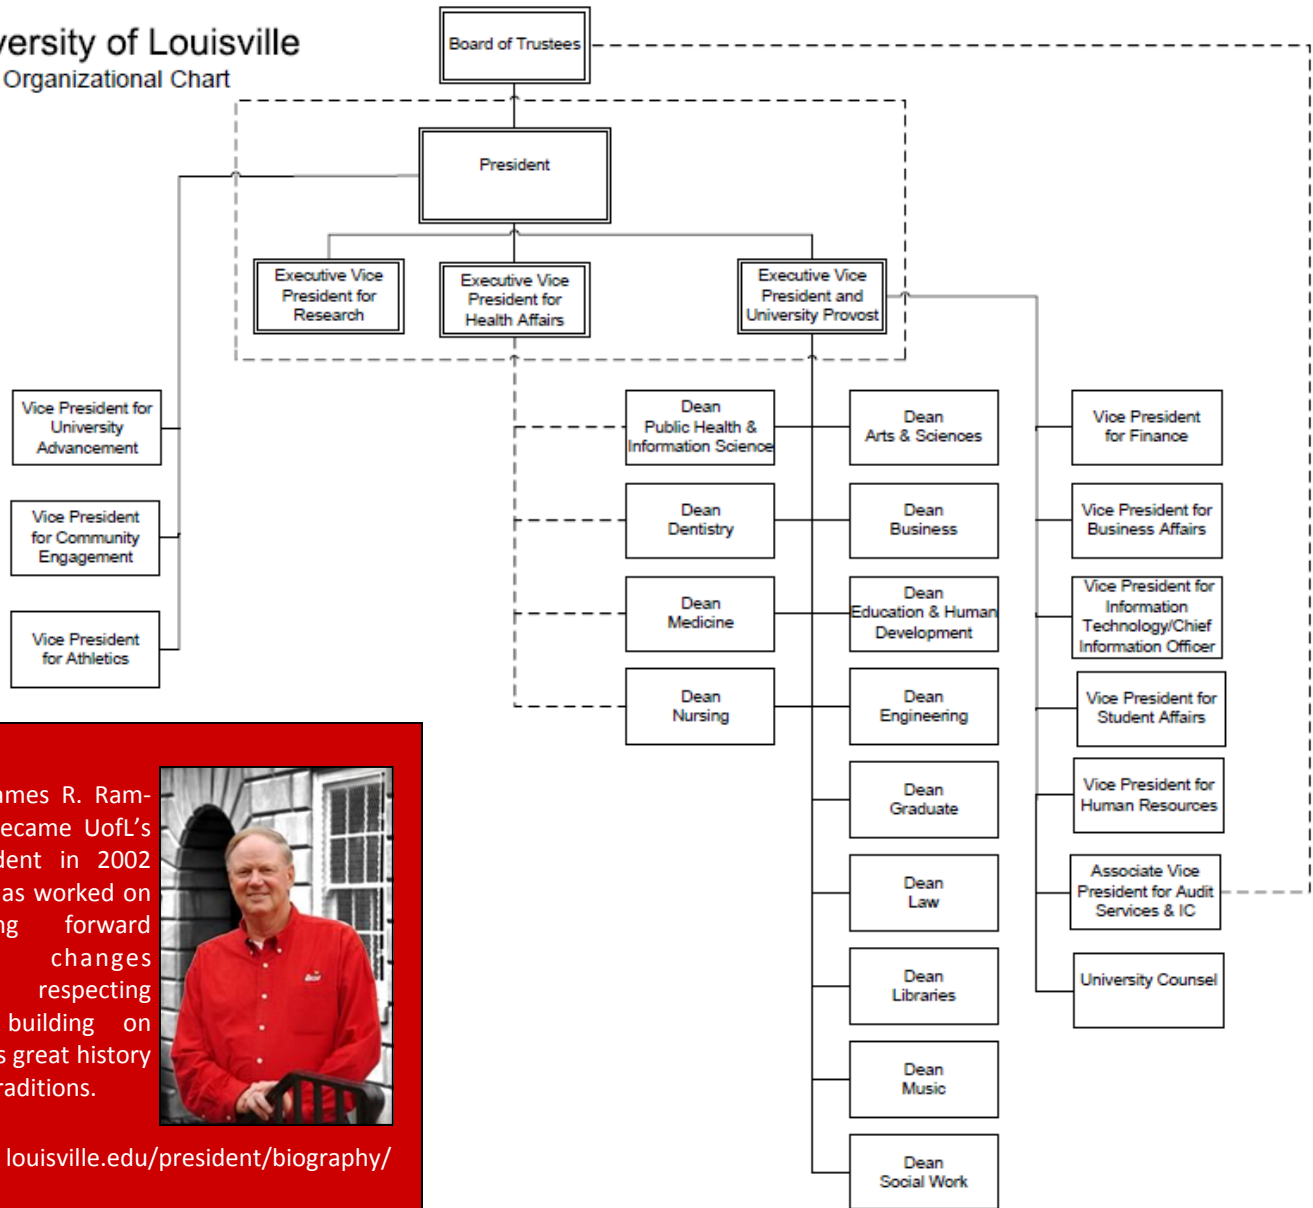 versity of Louisville
Organizational Chart
Board of Trustees
President
Executive Vice
President for
Research
Executive Vice
President for
Health Affairs
Executive Vice
President and
University Provost
Vice President for
University
Advancement
Vice President
for Community
Engagement
Vice President
for Athletics
Dean
Public Health &
Information Science
Dean
Dentistry
Dean
Medicine
Dean
Nursing
Dean
Arts & Sciences
Dean
Business
Dean
Education & Human
Development
Dean
Engineering
Dean
Graduate
Dean
Law
Dean
Libraries
Dean
Music
Dean
Social Work
Vice President
for Finance
Vice President for
Business Affairs
Vice President for
Information
Technology/Chief
Information Officer
Vice President for
Student Affairs
Vice President for
Human Resources
Associate Vice
President for Audit
Services & IC
University Counsel
ames R. Ram-
ecame UofL's
dent in 2002
as worked on
ng forward
changes
respecting
building on
s great history
raditions.
louisville.edu/president/biography/